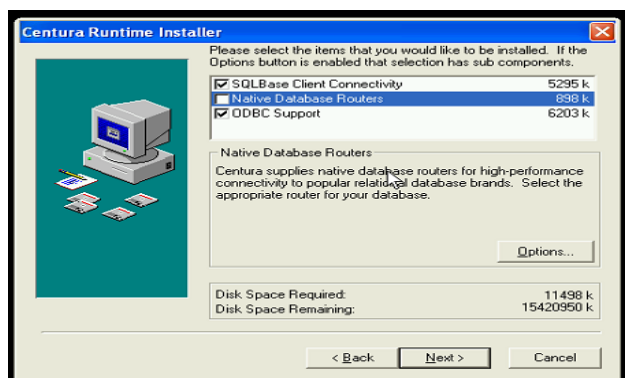 Centura Runtime Installer
Please select the items that you would like to be installed. If the
Options button is enabled that selection has sub components.
SQLBase Client Connectivity 5295 k
Native Database Routers 898 k
ODBC Support 6203 k
Native Database Routers
Centura supplies native database routers for high-performance
connectivity to popular relational database brands. Select the
appropriate router for your database.
Options...
Disk Space Required: 11498 k
Disk Space Remaining: 15420950 k
< Back Next > Cancel